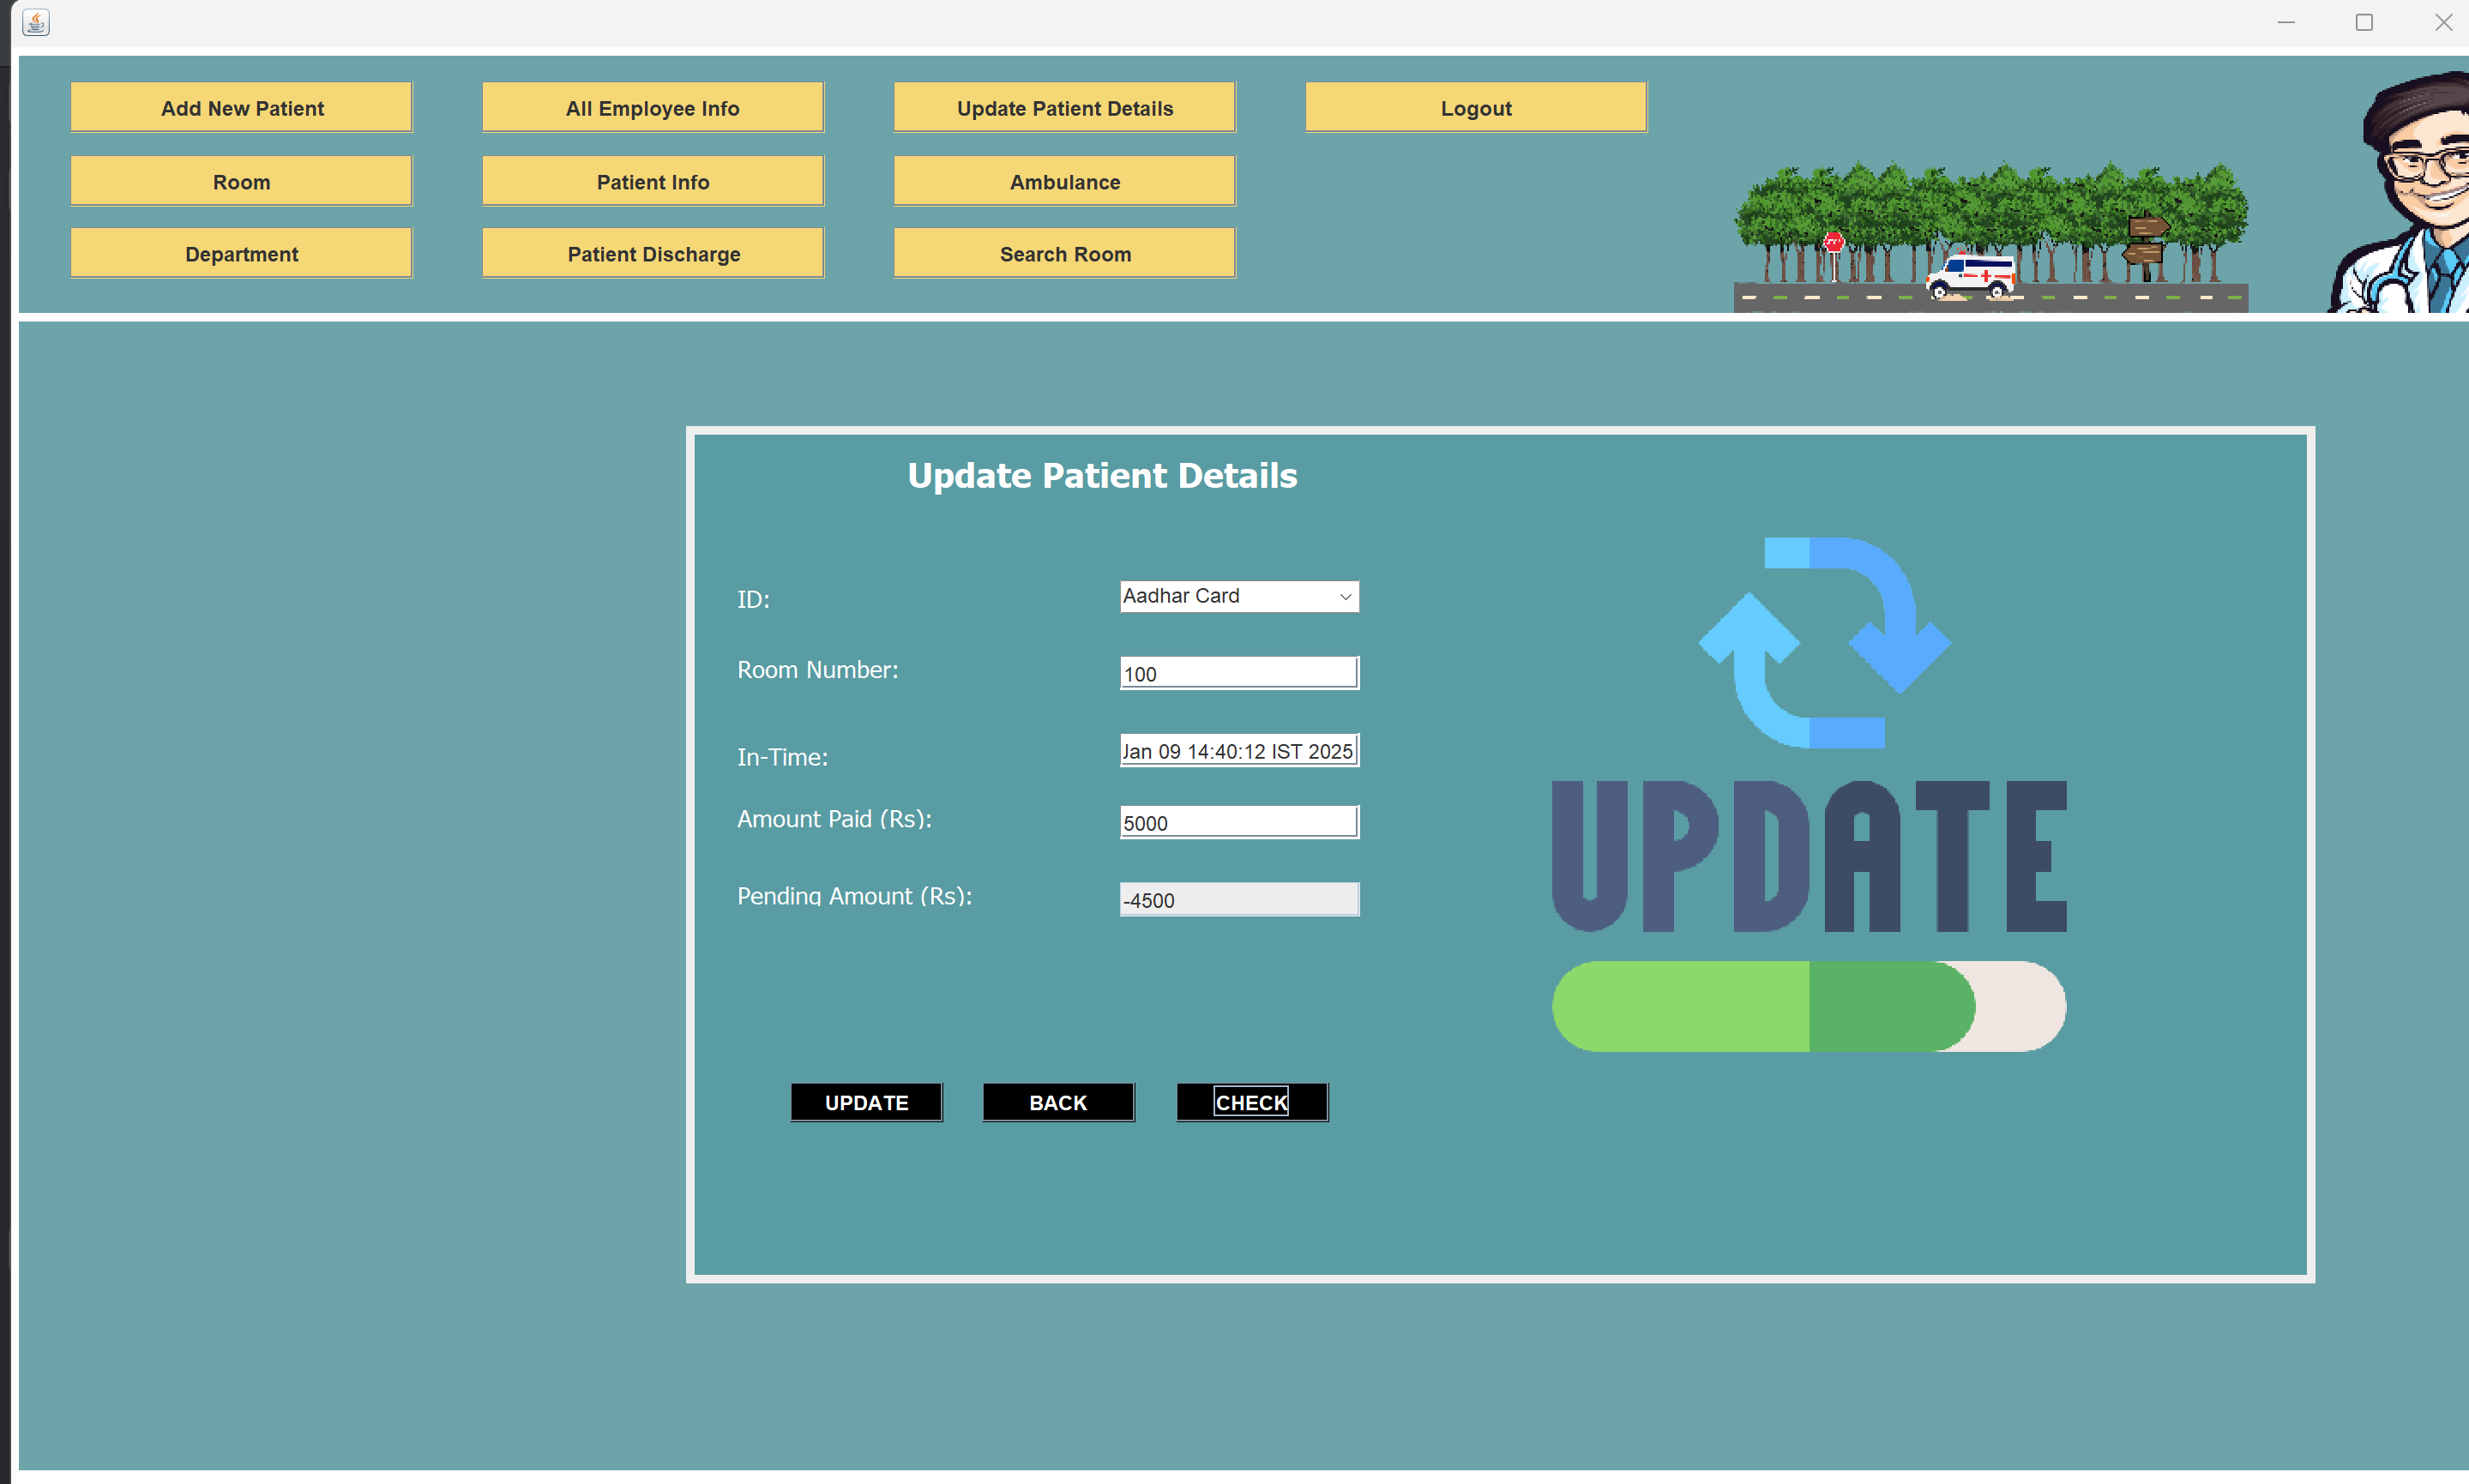 Add New Patient
All Employee Info
Update Patient Details
Logout
Room
Patient Info
Ambulance
Department
Patient Discharge
Search Room
Update Patient Details
ID:
Aadhar Card
Room Number:
100
In-Time:
Jan 09 14:40:12 IST 2025
Amount Paid (Rs):
5000
Pending Amount (Rs):
-4500
UPDATE
UPDATE
BACK
CHECK